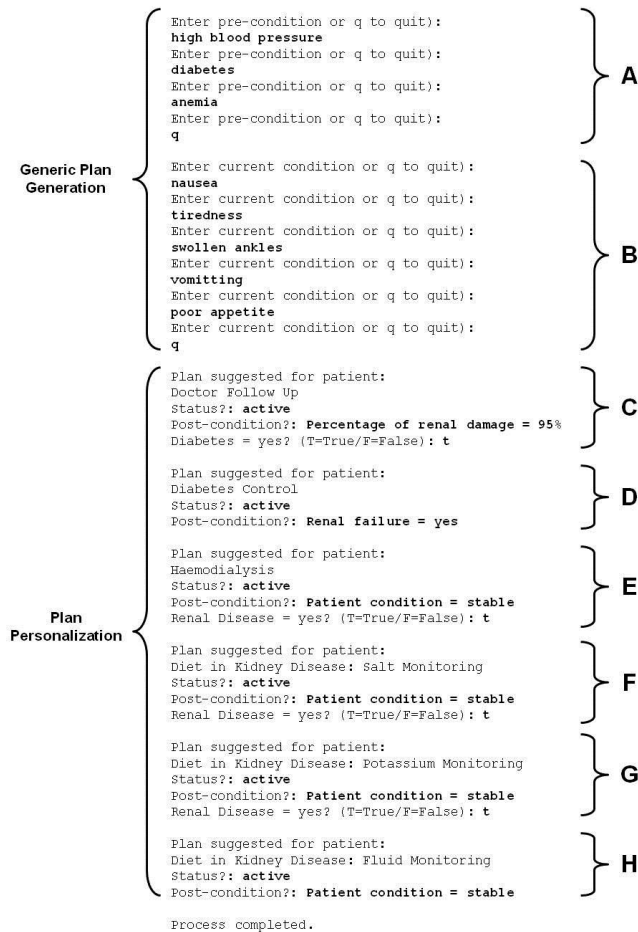 Enter pre-condition or q to quit):
high blood pressure
Enter pre-condition or q to quit):
diabetes
Enter pre-condition or q to quit):
anemia
Enter pre-condition or q to quit):
q
A
Generic Plan
Generation
Enter current condition or q to quit):
nausea
Enter current condition or q to quit):
tiredness
Enter current condition or q to quit):
swollen ankles
Enter current condition or q to quit):
vomitting
Enter current condition or q to quit):
poor appetite
Enter current condition or q to quit):
q
B
Plan suggested for patient:
Doctor Follow Up
Status?: active
Post-condition?: Percentage of renal damage = 95%
Diabetes = yes? (T=True/F=False): t
C
Plan suggested for patient:
Diabetes Control
Status?: active
Post-condition?: Renal failure = yes
D
Plan suggested for patient:
Haemodialysis
Status?: active
Post-condition?: Patient condition = stable
Renal Disease = yes? (T=True/F=False): t
E
Plan
Personalization
Plan suggested for patient:
Diet in Kidney Disease: Salt Monitoring
Status?: active
Post-condition?: Patient condition = stable
Renal Disease = yes? (T=True/F=False): t
F
Plan suggested for patient:
Diet in Kidney Disease: Potassium Monitoring
Status?: active
Post-condition?: Patient condition = stable
Renal Disease = yes? (T=True/F=False): t
G
Plan suggested for patient:
Diet in Kidney Disease: Fluid Monitoring
Status?: active
Post-condition?: Patient condition = stable
H
Process completed.